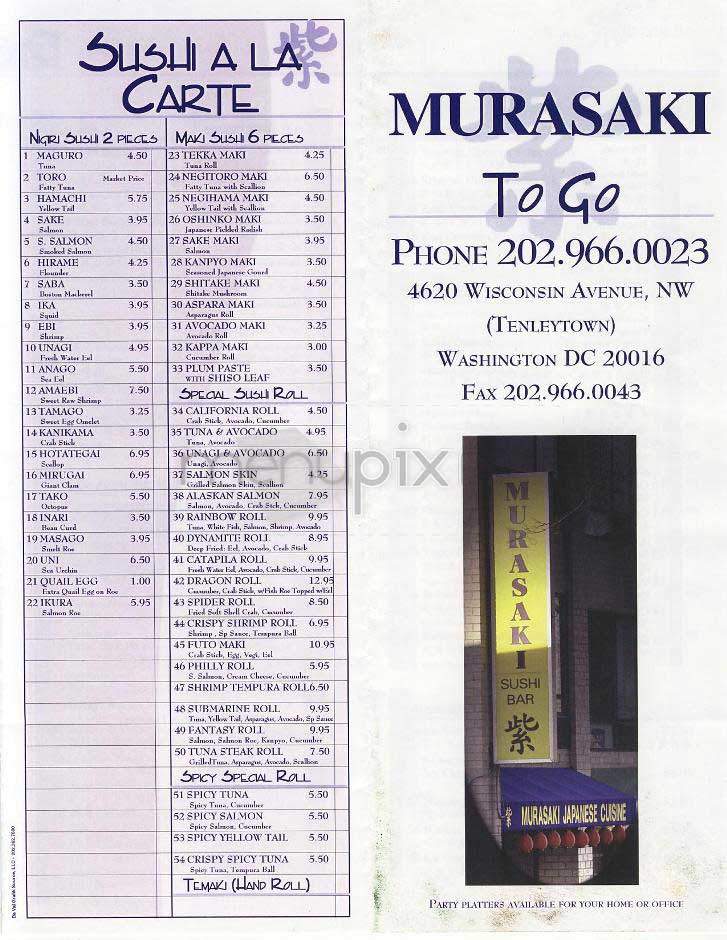 SUSHI A LA
CARTE
紫
NIGIRI SUSHI 2 PIECES
1 MAGURO 4.50
Tuna
2 TORO Market Price
Fatty Tuna
3 HAMACHI 5.75
Yellow Tail
4 SAKE 3.95
Salmon
5 S. SALMON 4.50
Smoked Salmon
6 HIRAME 4.25
Flounder
7 SABA 3.50
Boston Mackerel
8 IKA 3.95
Squid
9 EBI 3.95
Shrimp
10 UNAGI 4.95
Fresh Water Eel
11 ANAGO 5.50
Sea Eel
12 AMAEBI 7.50
Sweet Raw Shrimp
13 TAMAGO 3.25
Sweet Egg Omelet
14 KANIKAMA 3.50
Crab Stick
15 HOTATEGAI 6.95
Scallop
16 MIRUGAI 6.95
Giant Clam
17 TAKO 5.50
Octopus
18 INARI 3.50
Bean Curd
19 MASAGO 3.95
Smelt Roe
20 UNI 6.50
Sea Urchin
21 QUAIL EGG 1.00
Extra Quail Egg on Roe
22 IKURA 5.95
Salmon Roe
MAKI SUSHI 6 PIECES
23 TEKKA MAKI 4.25
Tuna Roll
24 NEGITORO MAKI 6.50
Fatty Tuna with Scallion
25 NEGIHAMA MAKI 4.50
Yellow Tail with Scallion
26 OSHINKO MAKI 3.50
Japanese Pickled Radish
27 SAKE MAKI 3.95
Salmon
28 KANPYO MAKI 3.50
Seasoned Japanese Gourd
29 SHITAKE MAKI 4.50
Shitake Mushroom
30 ASPARA MAKI 3.50
Asparagus Roll
31 AVOCADO MAKI 3.25
Avocado Roll
32 KAPPA MAKI 3.00
Cucumber Roll
33 PLUM PASTE 3.50
WITH SHISO LEAF
SPECIAL SUSHI ROLL
34 CALIFORNIA ROLL 4.50
Crab Stick, Avocado, Cucumber
35 TUNA & AVOCADO 4.95
Tuna, Avocado
36 UNAGI & AVOCADO 6.50
Unagi, Avocado
37 SALMON SKIN 4.25
Grilled Salmon Skin, Scallion
38 ALASKAN SALMON 7.95
Salmon, Avocado, Crab Stick, Cucumber
39 RAINBOW ROLL 9.95
Tuna, White Fish, Salmon, Shrimp, Avocado
40 DYNAMITE ROLL 8.95
Deep Fried: Eel, Avocado, Crab Stick
41 CATAPILA ROLL 9.95
Fresh Water Eel, Avocado, Crab Stick, Cucumber
42 DRAGON ROLL 12.95
Cucumber, Crab Stick, w/Fish Roe Topped w/Eel
43 SPIDER ROLL 8.50
Fried Soft Shell Crab, Cucumber
44 CRISPY SHRIMP ROLL 6.95
Shrimp, Sp Sauce, Tempura Ball
45 FUTO MAKI 10.95
Crab Stick, Egg, Vegi, Eel
46 PHILLY ROLL 5.95
S. Salmon, Cream Cheese, Cucumber
47 SHRIMP TEMPURA ROLL 6.50
48 SUBMARINE ROLL 9.95
Tuna, Yellow Tail, Asparagus, Avocado, Sp Sauce
49 FANTASY ROLL 9.95
Salmon, Salmon Roe, Kanpyo, Cucumber
50 TUNA STEAK ROLL 7.50
Grilled Tuna, Asparagus, Avocado, Scallion
SPICY SPECIAL ROLL
51 SPICY TUNA 5.50
Spicy Tuna, Cucumber
52 SPICY SALMON 5.50
Spicy Salmon, Cucumber
53 SPICY YELLOW TAIL 5.50
54 CRISPY SPICY TUNA 5.50
Spicy Tuna, Tempura Ball
TEMAKI (HAND ROLL)
menupix
紫
MURASAKI
TO GO
PHONE 202.966.0023
4620 WISCONSIN AVENUE, NW
(TENLEYTOWN)
WASHINGTON DC 20016
FAX 202.966.0043
MURASAKI
SUSHI
BAR
紫
紫 MURASAKI JAPANESE CUISINE
PARTY PLATTERS AVAILABLE FOR YOUR HOME OR OFFICE